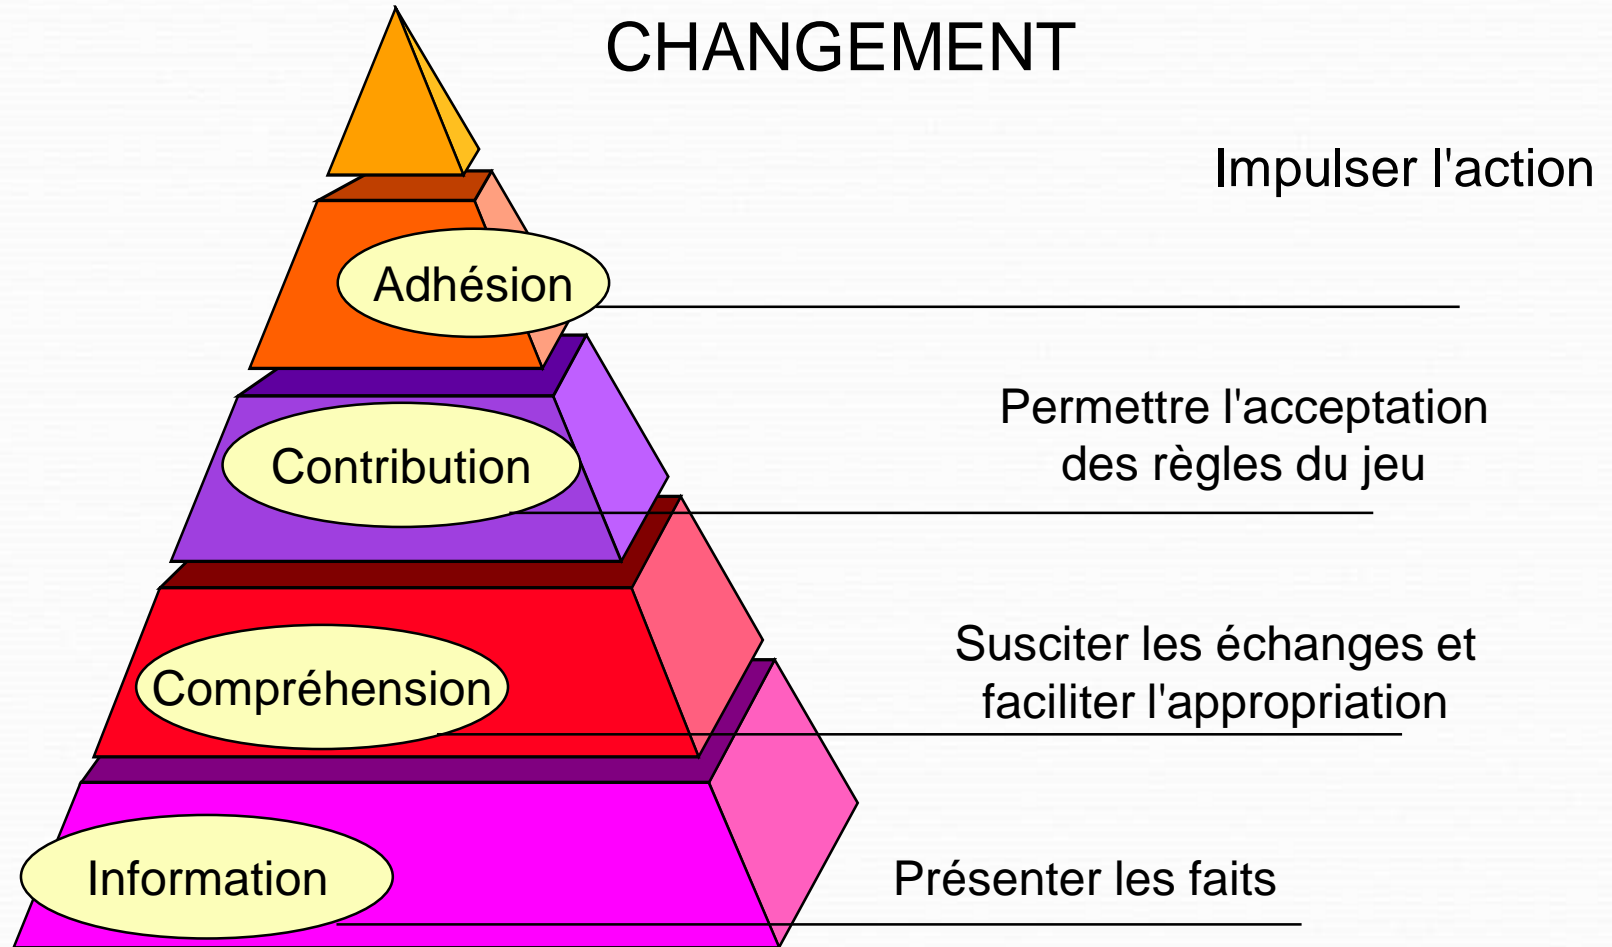 CHANGEMENT
Impulser l'action
Adhésion
Permettre l'acceptation
des règles du jeu
Contribution
Susciter les échanges et
faciliter l'appropriation
Compréhension
Présenter les faits
Information